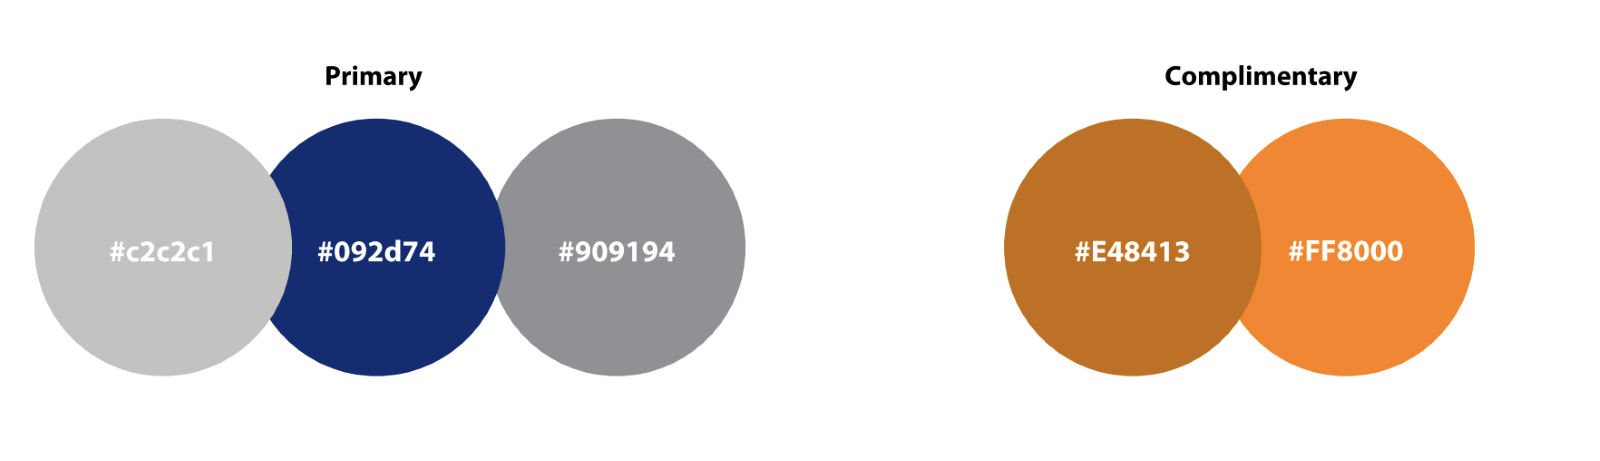 Primary
Complimentary
#c2c2c1
#092d74
#909194
#E48413
#FF8000